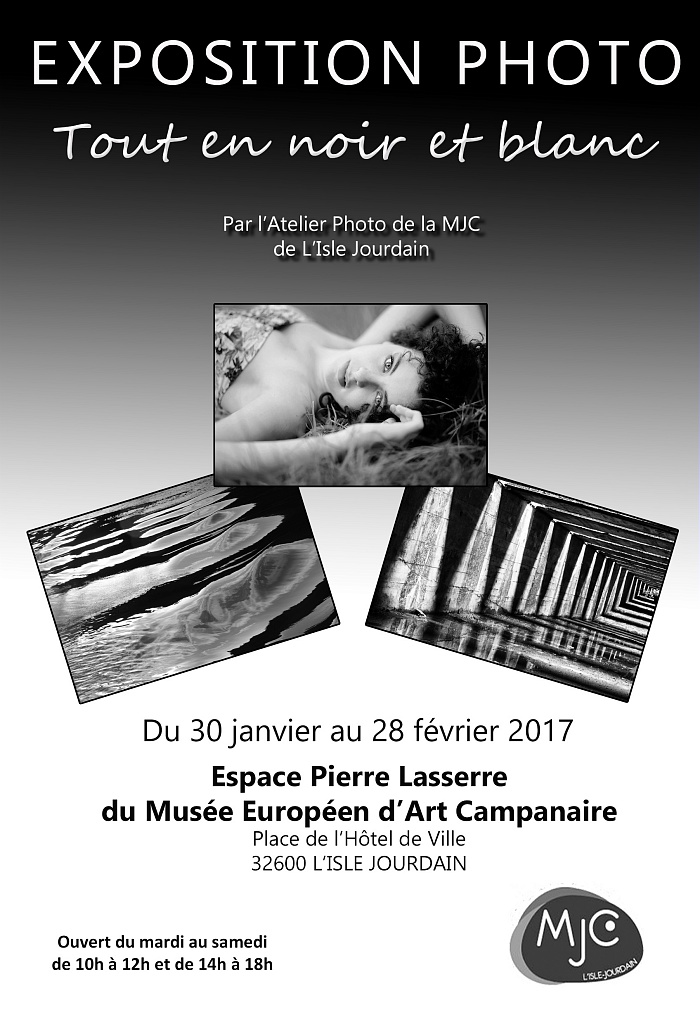 EXPOSITION PHOTO
Tout en noir et blanc
Par l'Atelier Photo de la MJC
de L'Isle Jourdain
Du 30 janvier au 28 février 2017
Espace Pierre Lasserre
du Musée Européen d'Art Campanaire
Place de l'Hôtel de Ville
32600 L'ISLE JOURDAIN
Ouvert du mardi au samedi
de 10h à 12h et de 14h à 18h
MJC
L'ISLE-JOURDAIN